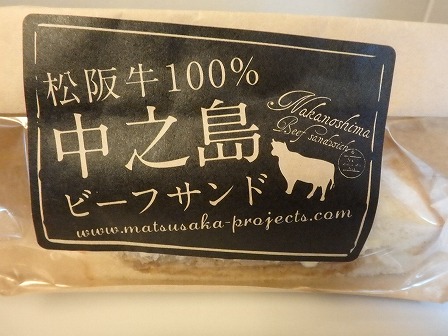 松阪牛100%
中之島
Nakanoshima
Beef sandwich
ビーフサンド
www.matsusaka-projects.com